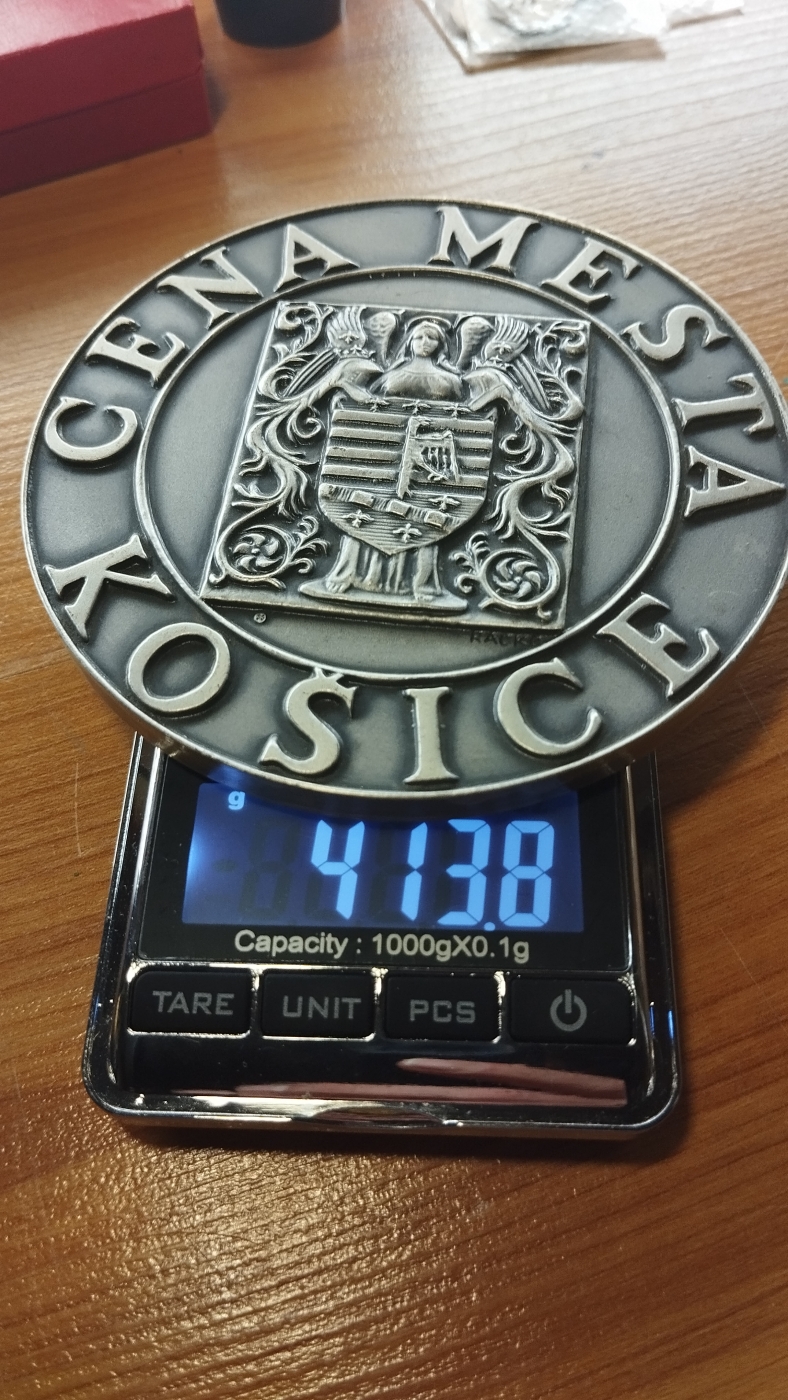 CENA MESTA
KOŠICE
g
413.8
Capacity : 1000gX0.1g
TARE UNIT PCS